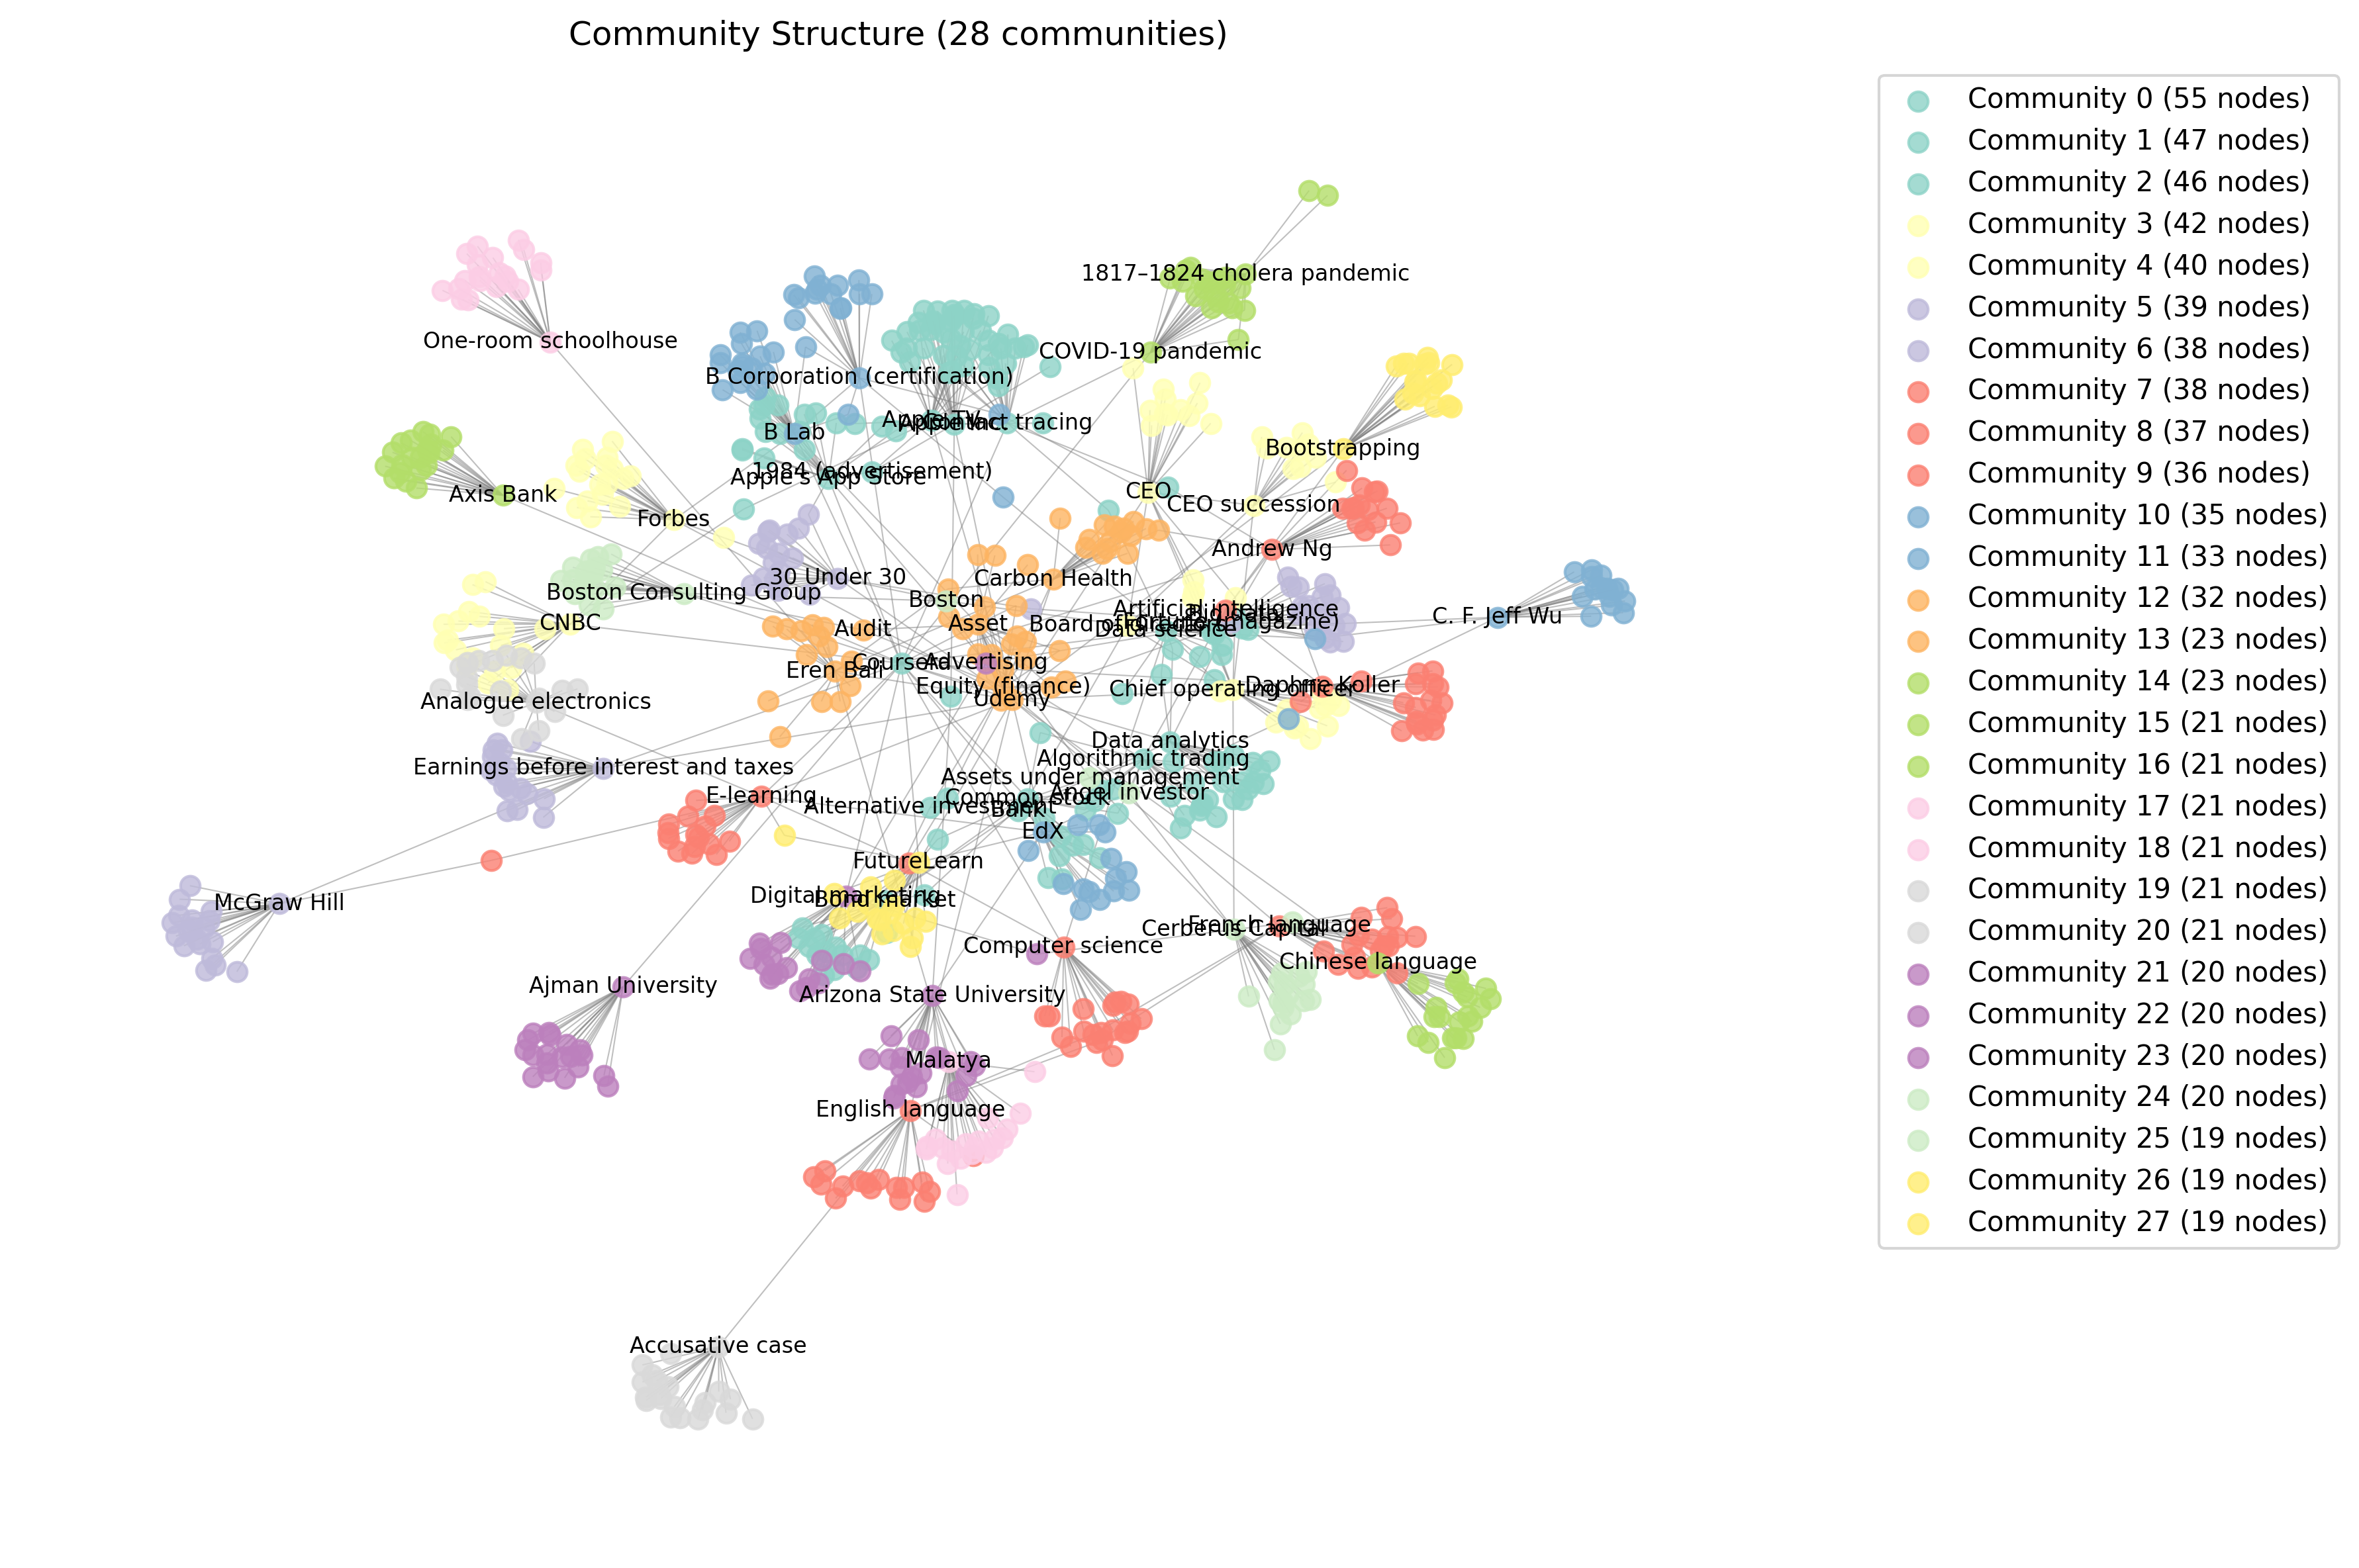 Community Structure (28 communities)
1817–1824 cholera pandemic
One-room schoolhouse
COVID-19 pandemic
B Corporation (certification)
Apple TV
Apple Inc.
Contact tracing
B Lab
Bootstrapping
1984 (advertisement)
Apple's App Store
Axis Bank
CEO
CEO succession
Forbes
Andrew Ng
30 Under 30
Carbon Health
Boston Consulting Group
Boston
Artificial intelligence
Big data
C. F. Jeff Wu
CNBC
Audit
Asset
Board of directors
Fortune (magazine)
Data science
Coursera
Advertising
Eren Bali
Equity (finance)
Chief operating officer
Daphne Koller
Analogue electronics
Udemy
Data analytics
Algorithmic trading
Earnings before interest and taxes
Assets under management
E-learning
Common stock
Angel investor
Alternative investment
Bank
EdX
FutureLearn
Digital marketing
Bond market
McGraw Hill
French language
Cerberus Capital
Computer science
Chinese language
Ajman University
Arizona State University
Malatya
English language
Accusative case
Community 0 (55 nodes)
Community 1 (47 nodes)
Community 2 (46 nodes)
Community 3 (42 nodes)
Community 4 (40 nodes)
Community 5 (39 nodes)
Community 6 (38 nodes)
Community 7 (38 nodes)
Community 8 (37 nodes)
Community 9 (36 nodes)
Community 10 (35 nodes)
Community 11 (33 nodes)
Community 12 (32 nodes)
Community 13 (23 nodes)
Community 14 (23 nodes)
Community 15 (21 nodes)
Community 16 (21 nodes)
Community 17 (21 nodes)
Community 18 (21 nodes)
Community 19 (21 nodes)
Community 20 (21 nodes)
Community 21 (20 nodes)
Community 22 (20 nodes)
Community 23 (20 nodes)
Community 24 (20 nodes)
Community 25 (19 nodes)
Community 26 (19 nodes)
Community 27 (19 nodes)